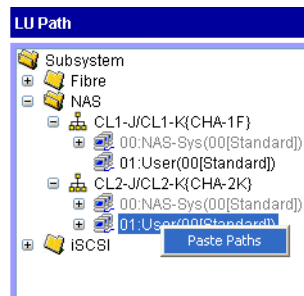 LU Path
Subsystem
Fibre
NAS
CL1-J/CL1-K{CHA-1F}
00:NAS-Sys(00[Standard])
01:User(00[Standard])
CL2-J/CL2-K{CHA-2K}
00:NAS-Sys(00[Standard])
01:User(00[Standard])
Paste Paths
iSCSI